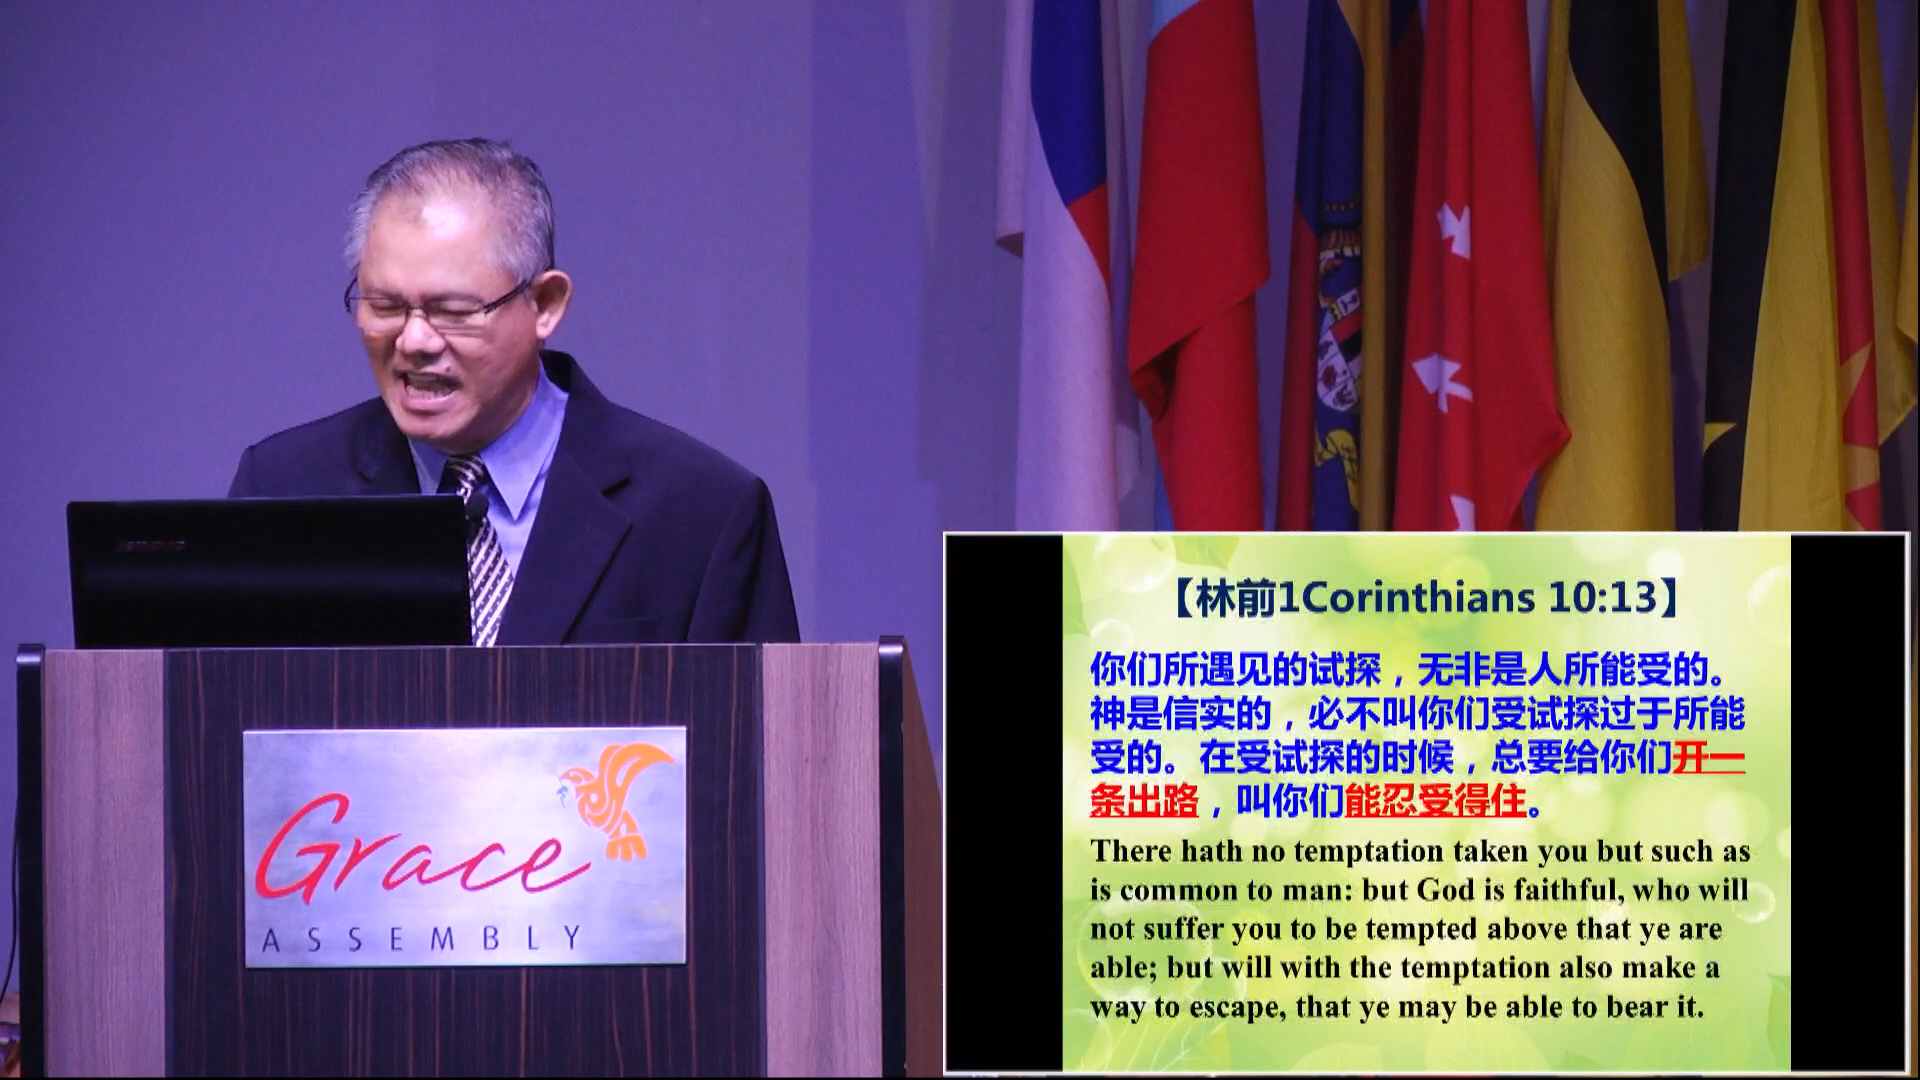 lenovo
Grace
ASSEMBLY
【林前1Corinthians 10:13】
你们所遇见的试探，无非是人所能受的。
神是信实的，必不叫你们受试探过于所能
受的。在受试探的时候，总要给你们开一
条出路，叫你们能忍受得住。
There hath no temptation taken you but such as
is common to man: but God is faithful, who will
not suffer you to be tempted above that ye are
able; but will with the temptation also make a
way to escape, that ye may be able to bear it.